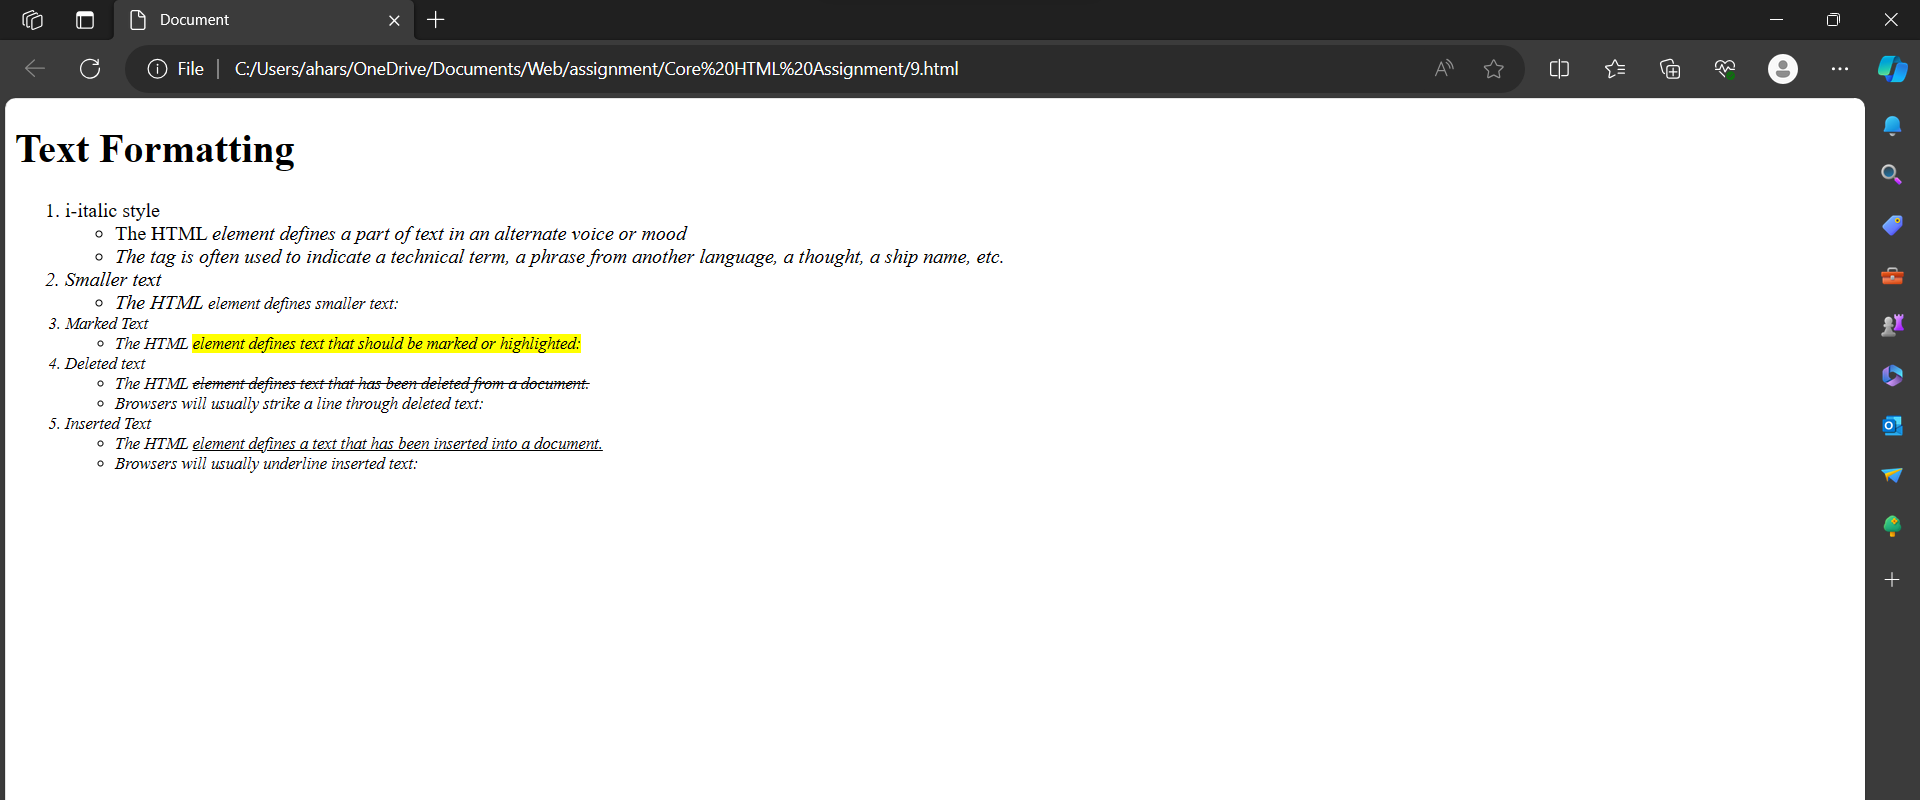 Document
File
C:/Users/ahars/OneDrive/Documents/Web/assignment/Core%20HTML%20Assignment/9.html
Text Formatting
1. i-italic style
The HTML element defines a part of text in an alternate voice or mood
The tag is often used to indicate a technical term, a phrase from another language, a thought, a ship name, etc.
2. Smaller text
The HTML element defines smaller text:
3. Marked Text
The HTML element defines text that should be marked or highlighted:
4. Deleted text
The HTML element defines text that has been deleted from a document.
Browsers will usually strike a line through deleted text:
5. Inserted Text
The HTML element defines a text that has been inserted into a document.
Browsers will usually underline inserted text: